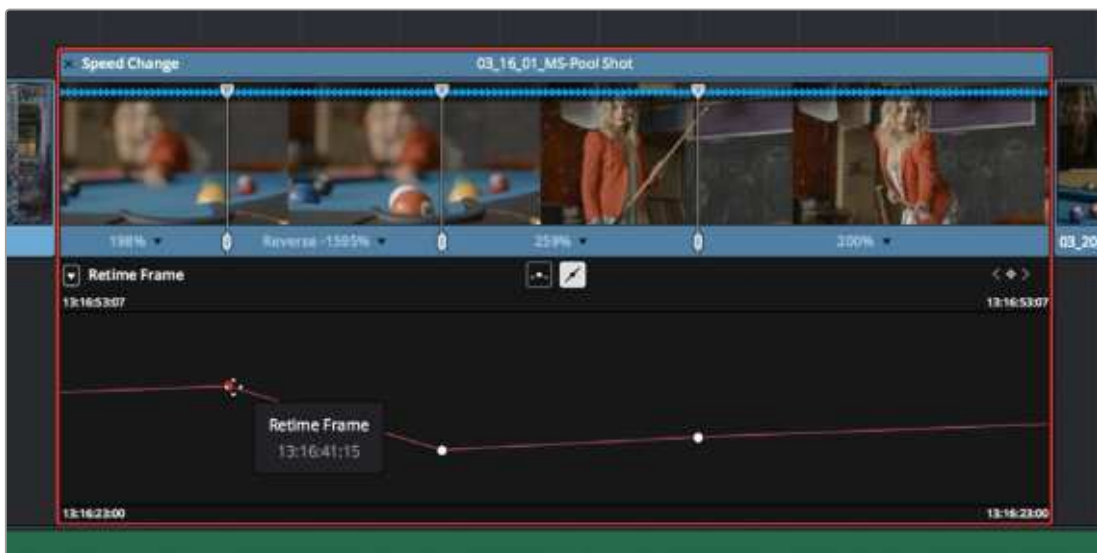 Speed Change 03_16_01_MS-Pool Shot
198% Reverse -1595% 259% 200% 03_20
Retime Frame
13:16:53:07 13:16:53:07
Retime Frame
13:16:41:15
13:16:23:00 13:16:23:00